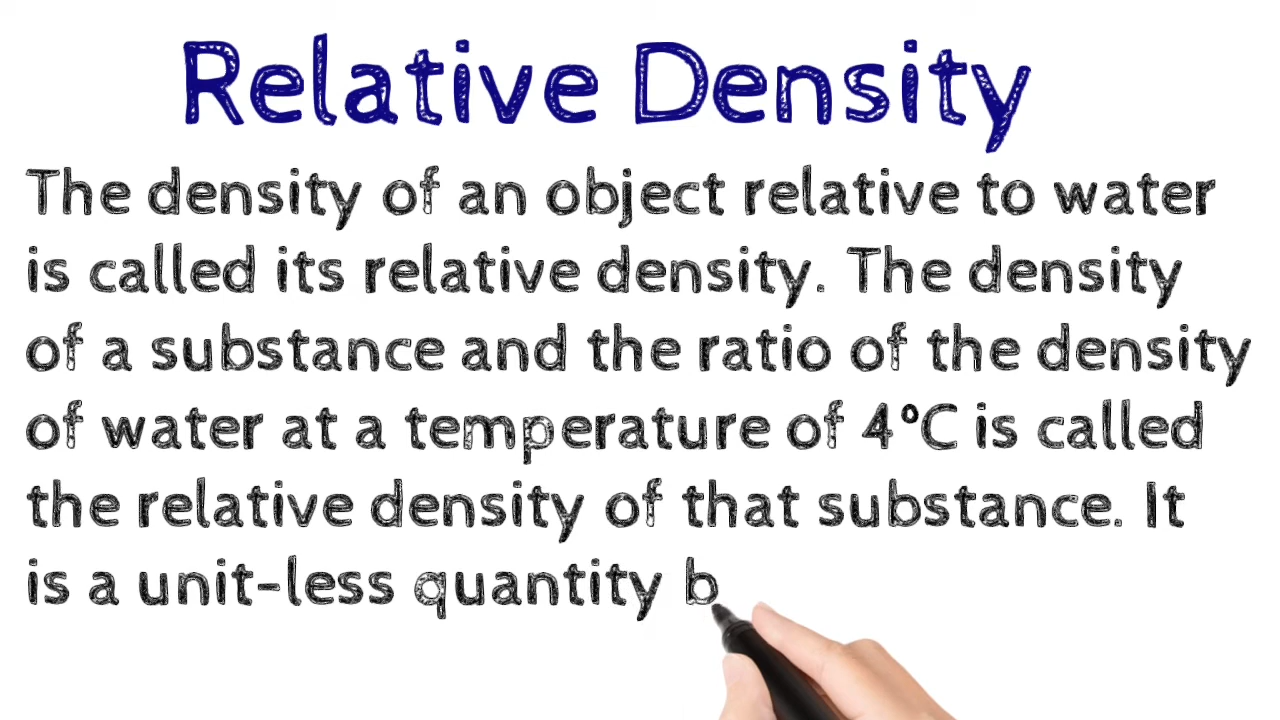 Relative Density
The density of an object relative to water
is called its relative density. The density
of a substance and the ratio of the density
of water at a temperature of 4°C is called
the relative density of that substance. It
is a unit-less quantity b